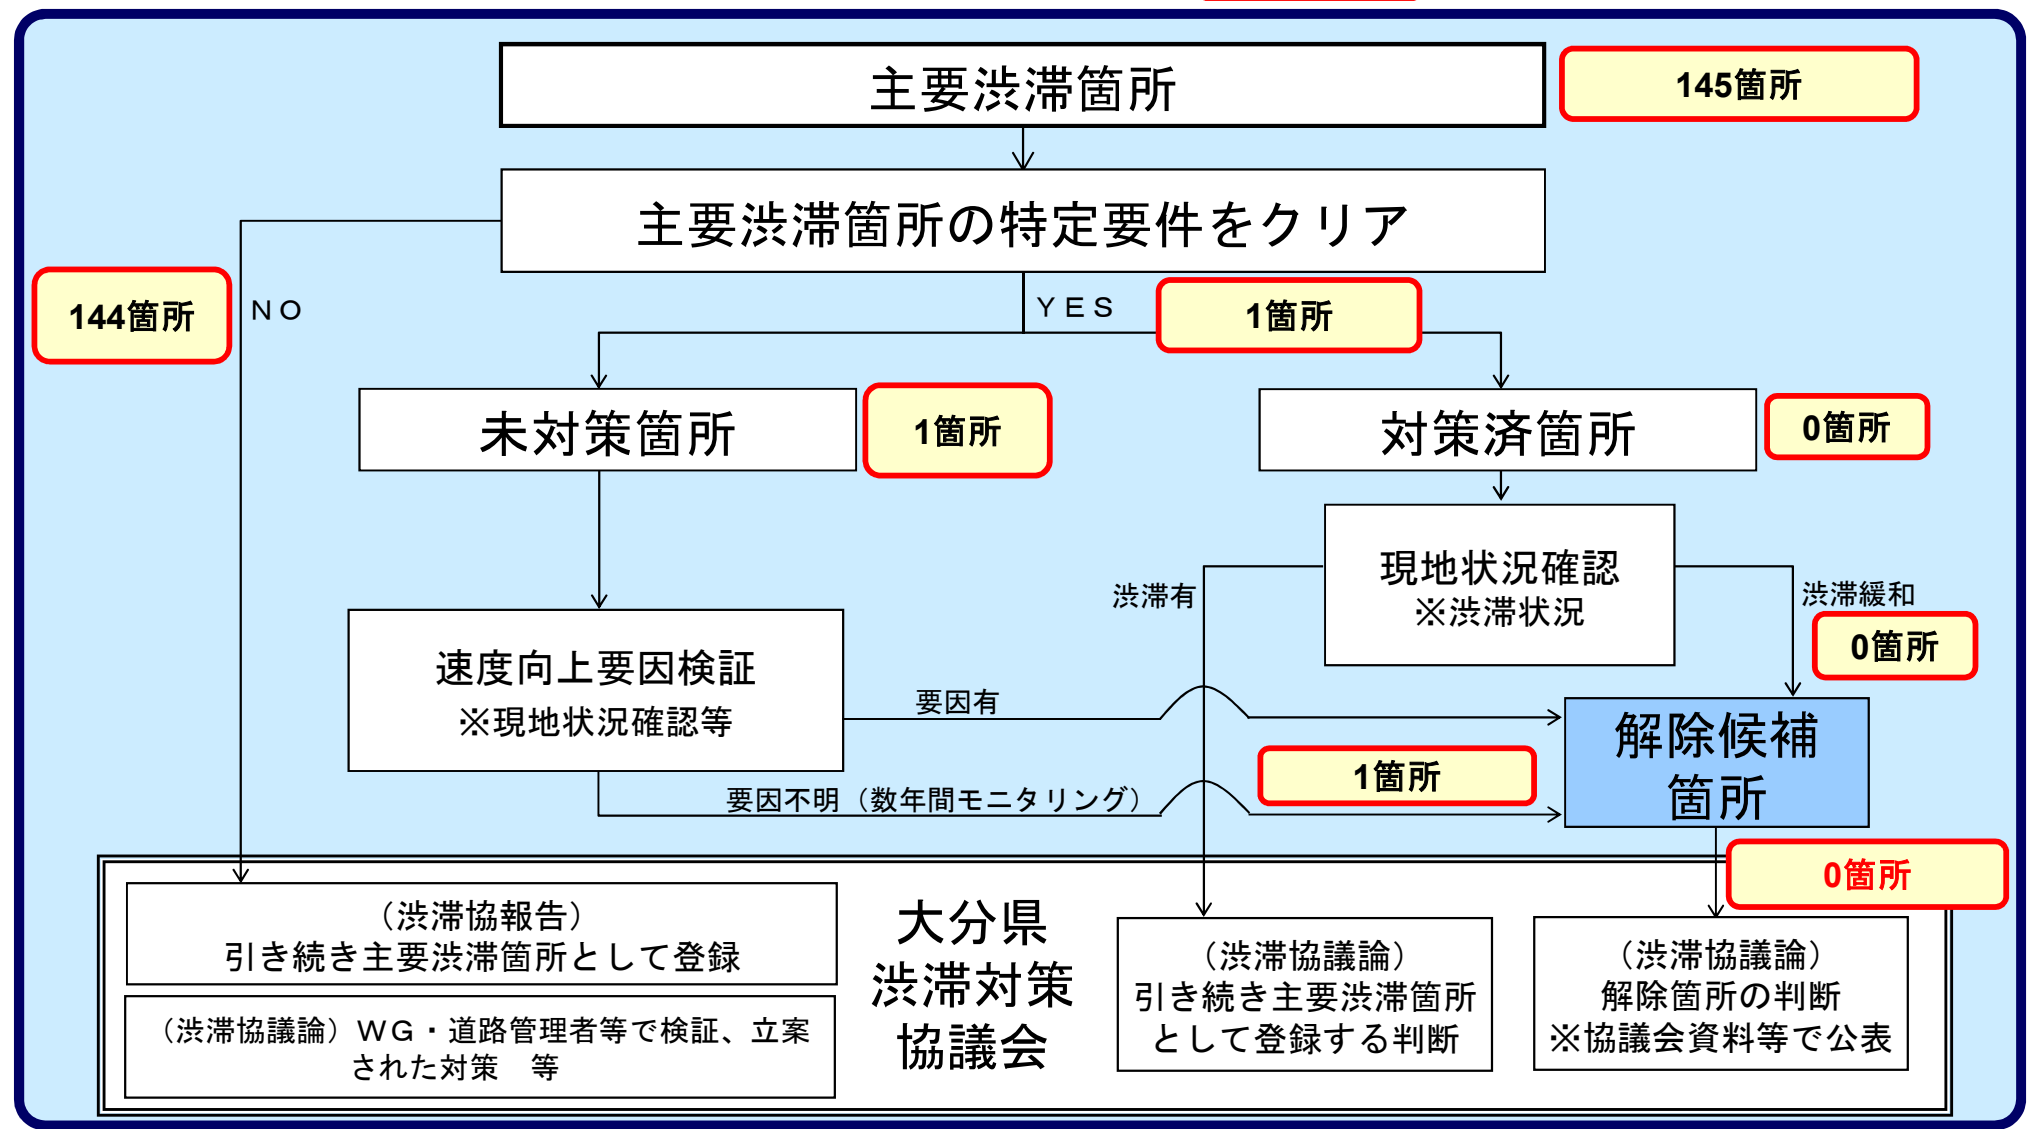 主要渋滞箇所
145箇所
主要渋滞箇所の特定要件をクリア
144箇所
ＮＯ
ＹＥＳ
1箇所
未対策箇所
1箇所
対策済箇所
0箇所
現地状況確認
※渋滞状況
渋滞有
渋滞緩和
0箇所
速度向上要因検証
※現地状況確認等
要因有
解除候補
箇所
1箇所
要因不明（数年間モニタリング）
0箇所
（渋滞協報告）
引き続き主要渋滞箇所として登録
（渋滞協議論）ＷＧ・道路管理者等で検証、立案
された対策　等
大分県
渋滞対策
協議会
（渋滞協議論）
引き続き主要渋滞箇所
として登録する判断
（渋滞協議論）
解除箇所の判断
※協議会資料等で公表